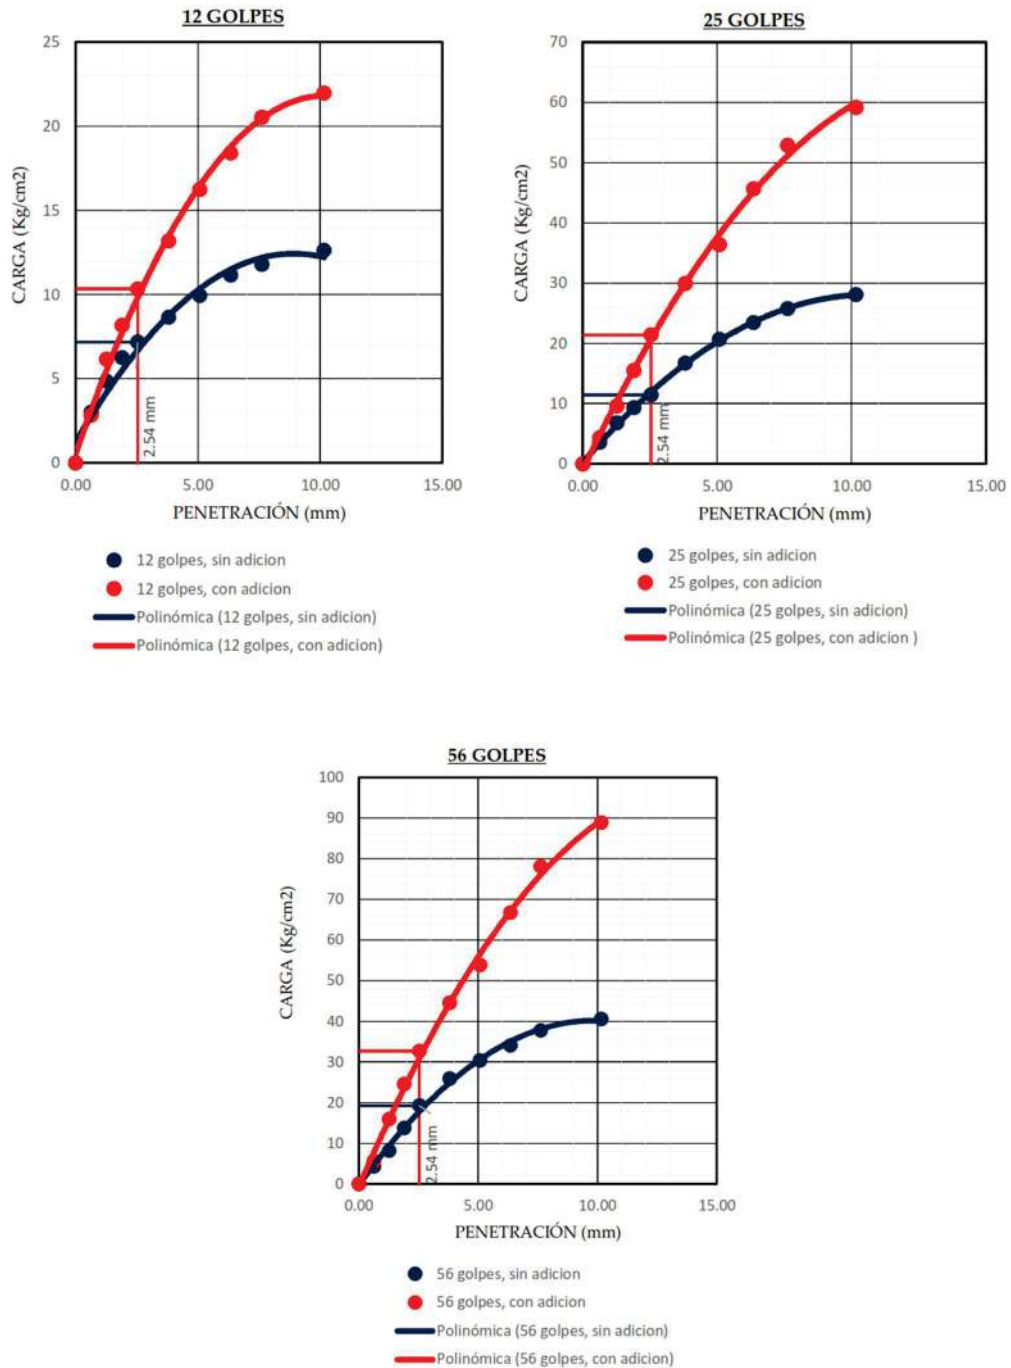 12 GOLPES
25
20
15
10
5
0
0.00 5.00 10.00 15.00
CARGA (Kg/cm2)
2.54 mm
PENETRACIÓN (mm)
12 golpes, sin adicion
12 golpes, con adicion
Polinómica (12 golpes, sin adicion)
Polinómica (12 golpes, con adicion)
25 GOLPES
70
60
50
40
30
20
10
0
0.00 5.00 10.00 15.00
CARGA (Kg/cm2)
2.54 mm
PENETRACIÓN (mm)
25 golpes, sin adicion
25 golpes, con adicion
Polinómica (25 golpes, sin adicion)
Polinómica (25 golpes, con adicion )
56 GOLPES
100
90
80
70
60
50
40
30
20
10
0
0.00 5.00 10.00 15.00
CARGA (Kg/cm2)
2.54 mm
PENETRACIÓN (mm)
56 golpes, sin adicion
56 golpes, con adicion
Polinómica (56 golpes, sin adicion)
Polinómica (56 golpes, con adicion)